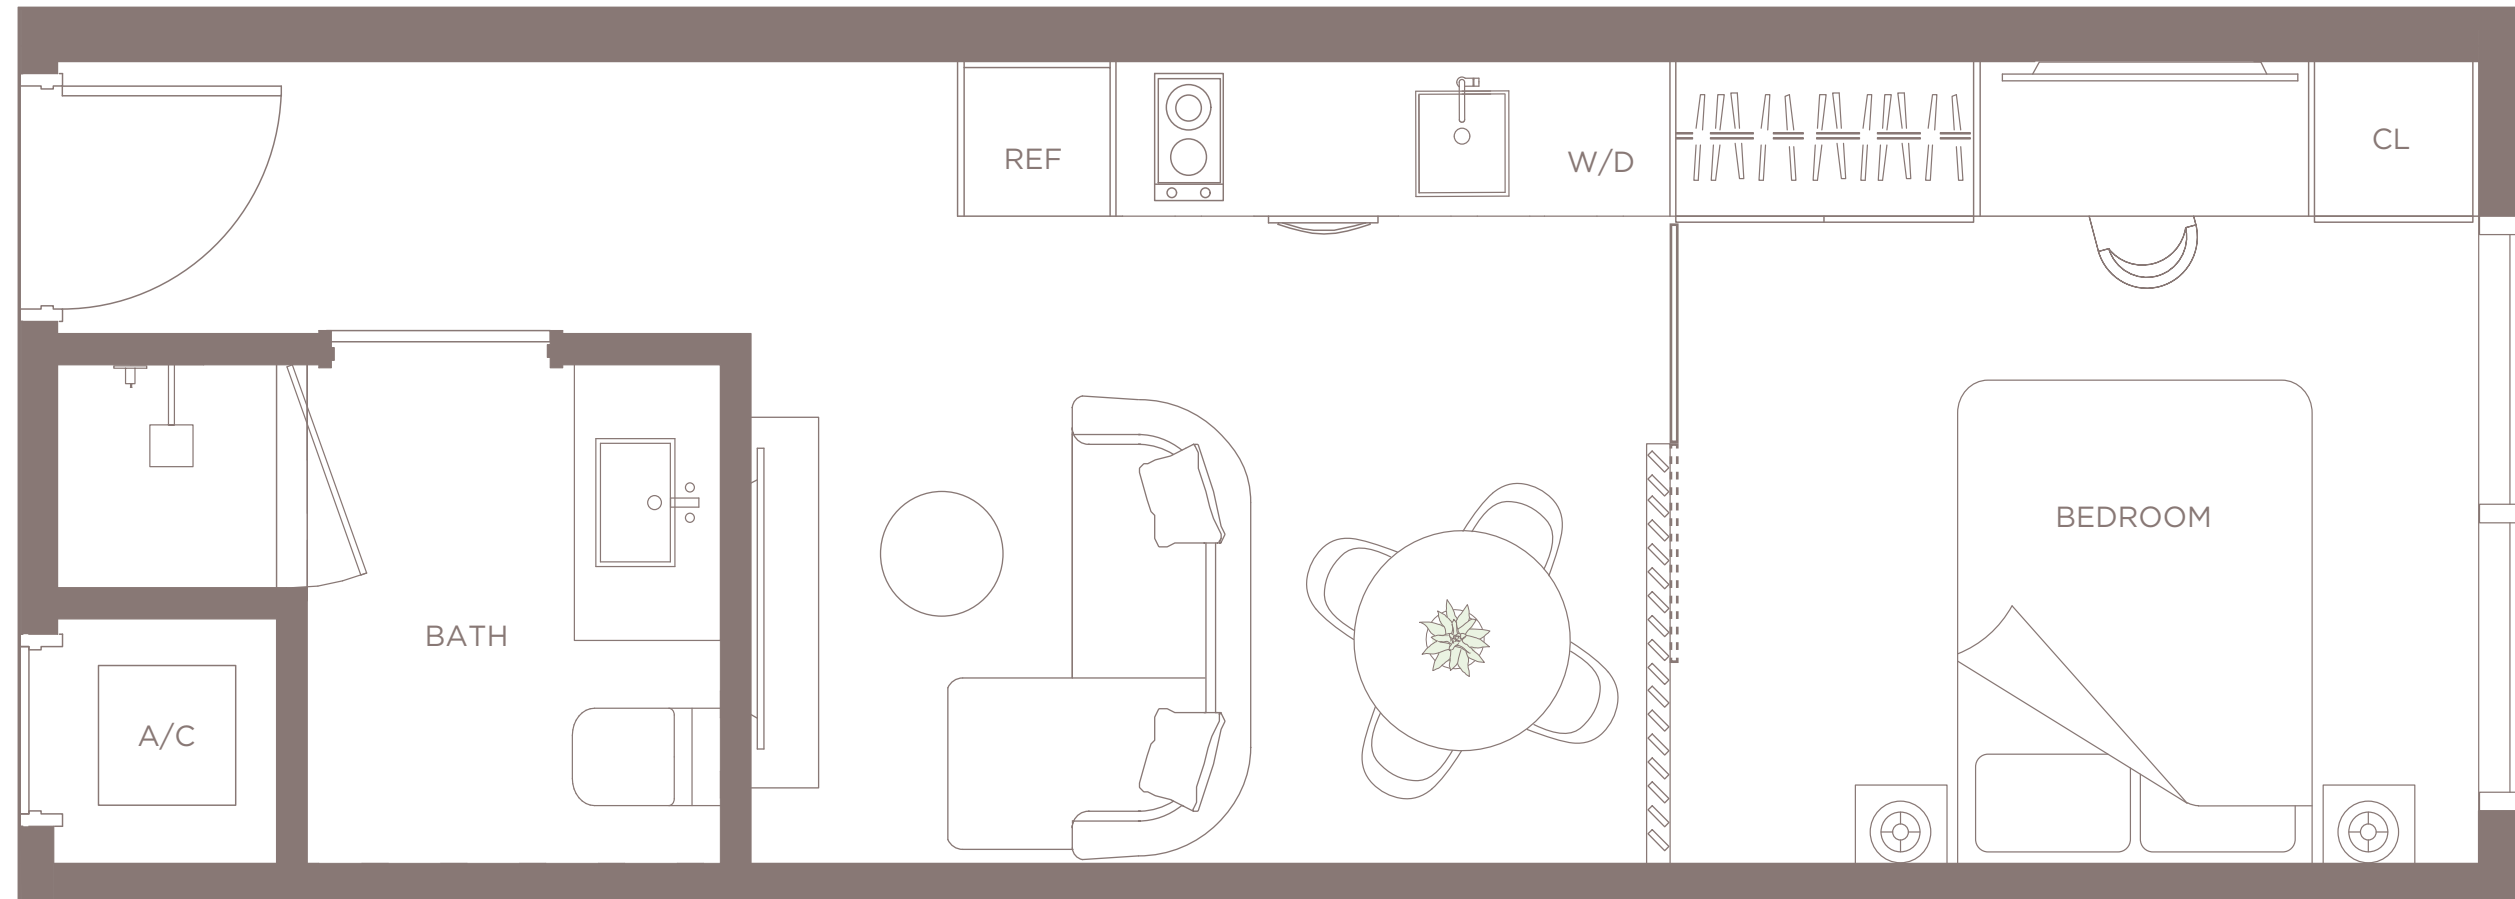 REF
W/D
CL
BEDROOM
BATH
A/C